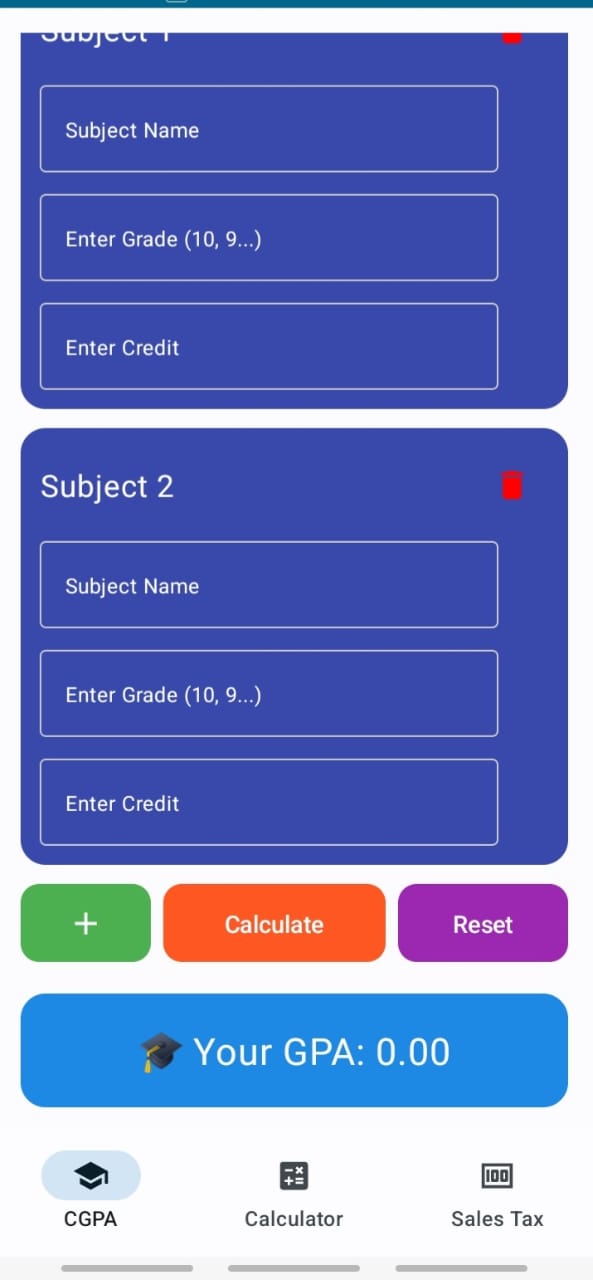 Subject 1
Subject Name
Enter Grade (10, 9...)
Enter Credit
Subject 2
Subject Name
Enter Grade (10, 9...)
Enter Credit
+
Calculate Reset
🎓 Your GPA: 0.00
CGPA Calculator Sales Tax